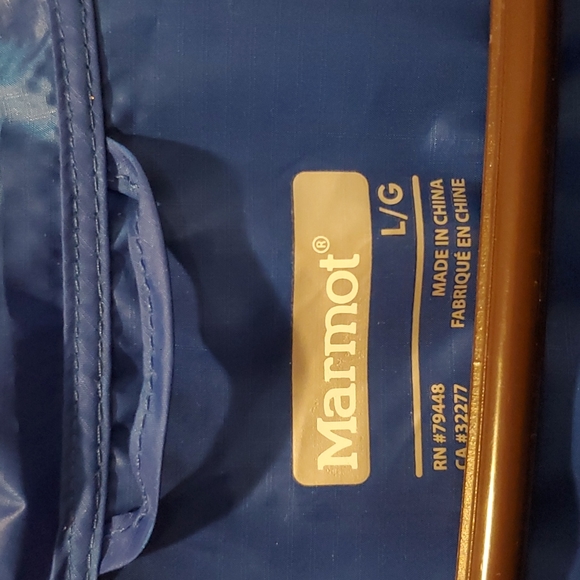 Marmot®
L/G
RN #79448 MADE IN CHINA
CA #32277 FABRIQUÉ EN CHINE